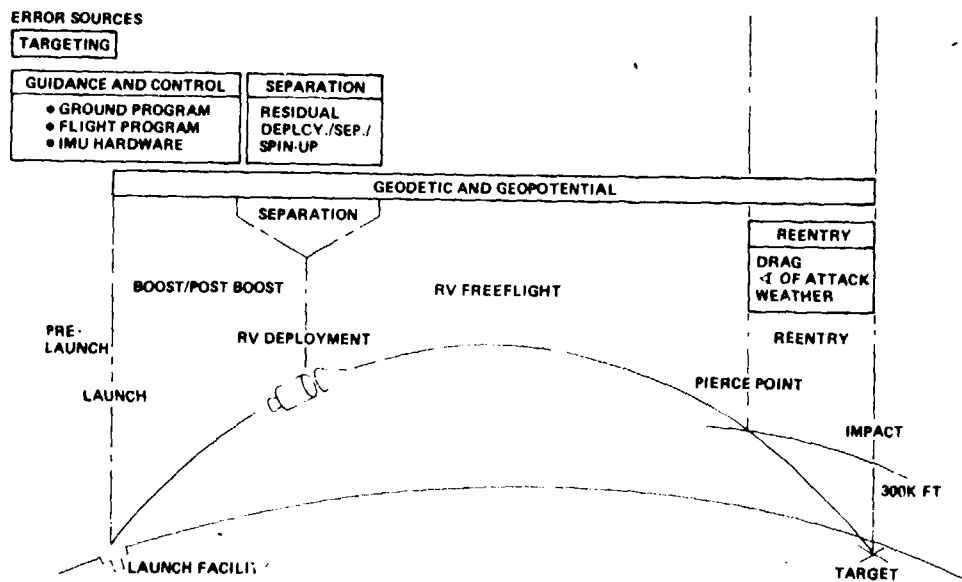 ERROR SOURCES
TARGETING
GUIDANCE AND CONTROL
• GROUND PROGRAM
• FLIGHT PROGRAM
• IMU HARDWARE
SEPARATION
RESIDUAL
DEPLCY./SEP./
SPIN-UP
GEODETIC AND GEOPOTENTIAL
SEPARATION
REENTRY
DRAG
∢ OF ATTACK
WEATHER
BOOST/POST BOOST
RV FREEFLIGHT
PRE-
LAUNCH
RV DEPLOYMENT
REENTRY
LAUNCH
PIERCE POINT
IMPACT
300K FT
LAUNCH FACILI
TARGET